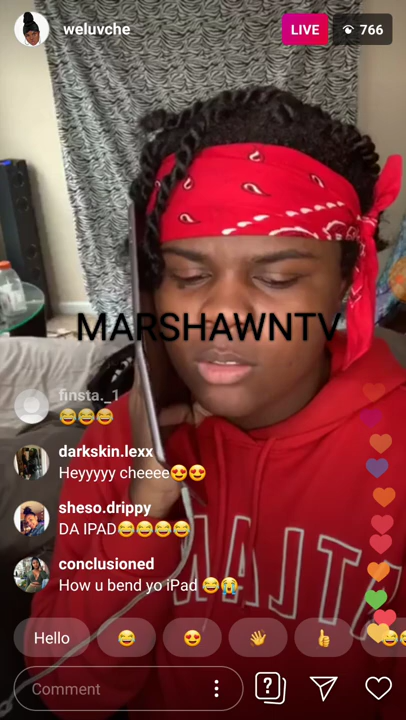 weluvche
LIVE
766
MARSHAWNTV
finsta._1
😂😂😂
darkskin.lexx
Heyyyyy cheeee😍😍
sheso.drippy
DA IPAD😂😂😂😂
conclusioned
How u bend yo iPad 😂😭
Hello
😂
😍
👋
👍
Comment